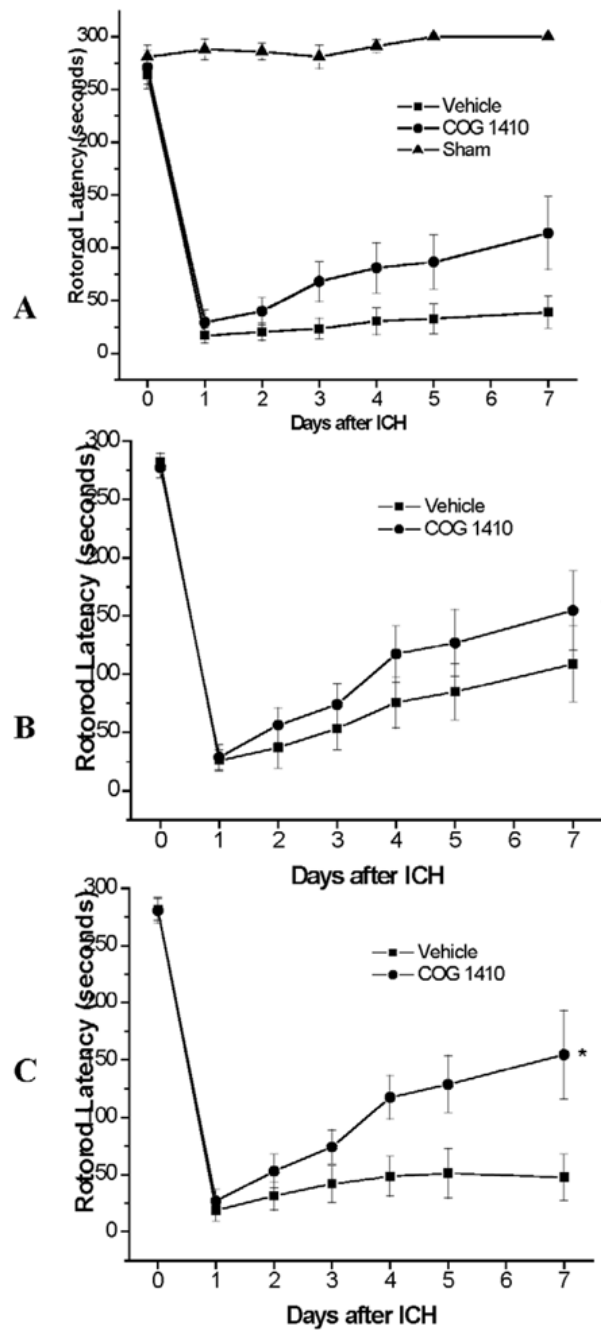 300
250
200
150
100
50
0
Rotorod Latency (seconds)
Vehicle
COG 1410
Sham
A
0 1 2 3 4 5 6 7
Days after ICH
300
250
200
150
100
50
0
Rotorod Latency (seconds)
Vehicle
COG 1410
B
0 1 2 3 4 5 6 7
Days after ICH
300
250
200
150
100
50
0
Rotorod Latency (seconds)
Vehicle
COG 1410
*
C
0 1 2 3 4 5 6 7
Days after ICH